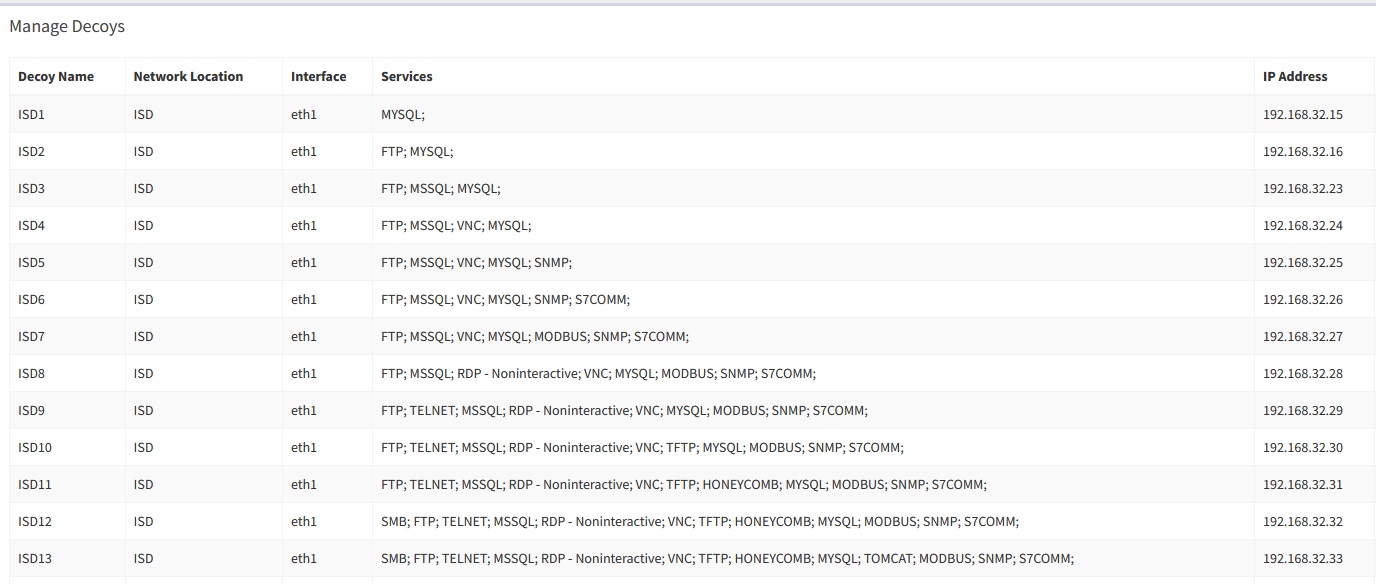 Manage Decoys
Decoy Name Network Location Interface Services IP Address
ISD1 ISD eth1 MYSQL; 192.168.32.15
ISD2 ISD eth1 FTP; MYSQL; 192.168.32.16
ISD3 ISD eth1 FTP; MSSQL; MYSQL; 192.168.32.23
ISD4 ISD eth1 FTP; MSSQL; VNC; MYSQL; 192.168.32.24
ISD5 ISD eth1 FTP; MSSQL; VNC; MYSQL; SNMP; 192.168.32.25
ISD6 ISD eth1 FTP; MSSQL; VNC; MYSQL; SNMP; S7COMM; 192.168.32.26
ISD7 ISD eth1 FTP; MSSQL; VNC; MYSQL; MODBUS; SNMP; S7COMM; 192.168.32.27
ISD8 ISD eth1 FTP; MSSQL; RDP - Noninteractive; VNC; MYSQL; MODBUS; SNMP; S7COMM; 192.168.32.28
ISD9 ISD eth1 FTP; TELNET; MSSQL; RDP - Noninteractive; VNC; MYSQL; MODBUS; SNMP; S7COMM; 192.168.32.29
ISD10 ISD eth1 FTP; TELNET; MSSQL; RDP - Noninteractive; VNC; TFTP; MYSQL; MODBUS; SNMP; S7COMM; 192.168.32.30
ISD11 ISD eth1 FTP; TELNET; MSSQL; RDP - Noninteractive; VNC; TFTP; HONEYCOMB; MYSQL; MODBUS; SNMP; S7COMM; 192.168.32.31
ISD12 ISD eth1 SMB; FTP; TELNET; MSSQL; RDP - Noninteractive; VNC; TFTP; HONEYCOMB; MYSQL; MODBUS; SNMP; S7COMM; 192.168.32.32
ISD13 ISD eth1 SMB; FTP; TELNET; MSSQL; RDP - Noninteractive; VNC; TFTP; HONEYCOMB; MYSQL; TOMCAT; MODBUS; SNMP; S7COMM; 192.168.32.33